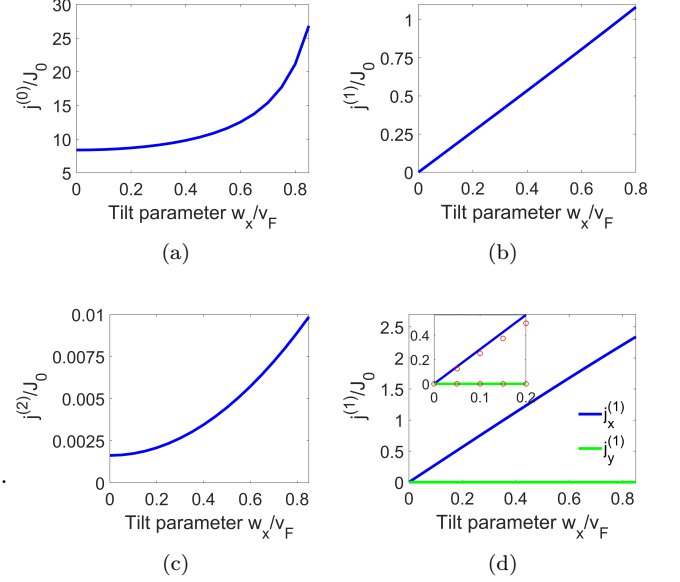 30
25
20
15
10
5
j^(0)/J_0
0 0.2 0.4 0.6 0.8
Tilt parameter w_x/v_F
(a)
1
0.75
0.5
0.25
0
j^(1)/J_0
0 0.2 0.4 0.6 0.8
Tilt parameter w_x/v_F
(b)
0.01
0.0075
0.005
0.0025
0
j^(2)/J_0
0 0.2 0.4 0.6 0.8
Tilt parameter w_x/v_F
(c)
2.5
2
1.5
1
0.5
0
j^(1)/J_0
0.4
0.2
0
0 0.1 0.2
j_x^(1)
j_y^(1)
0 0.2 0.4 0.6 0.8
Tilt parameter w_x/v_F
(d)
.